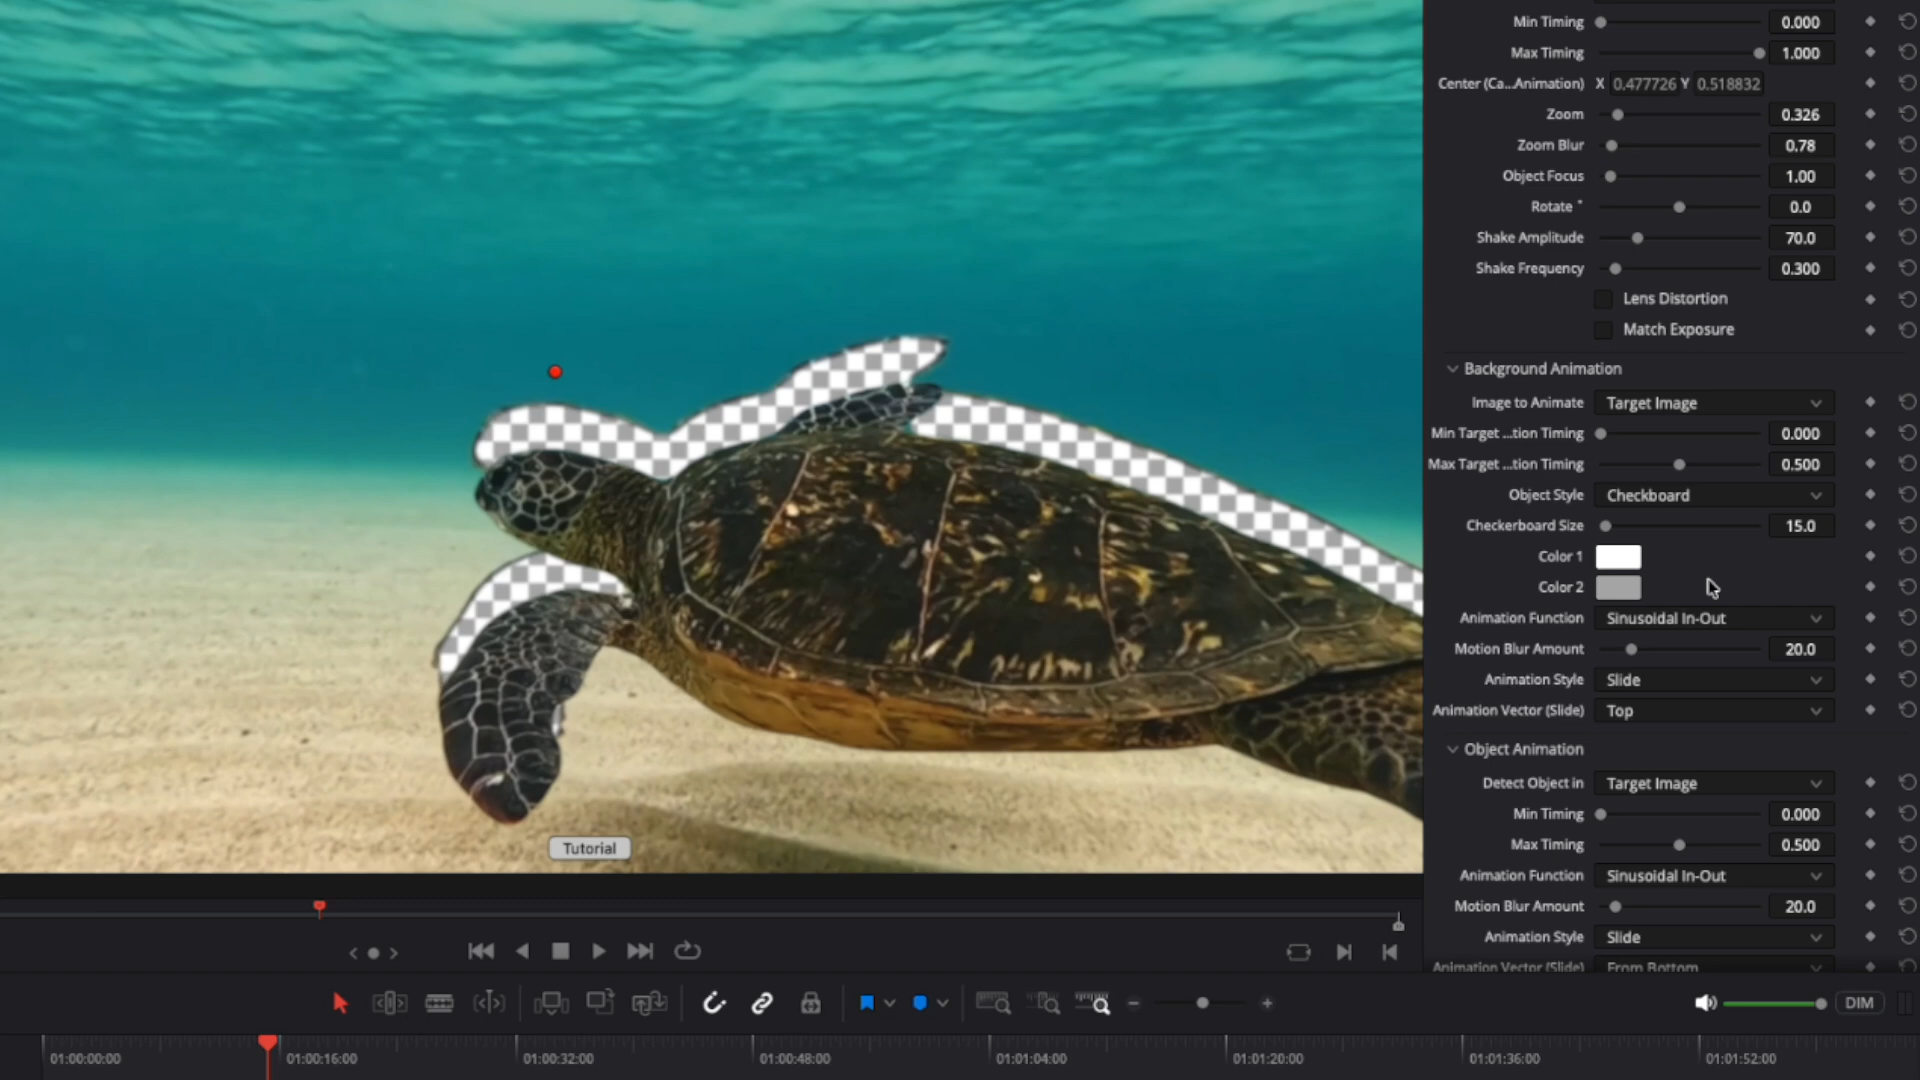 Min Timing 0.000
Max Timing 1.000
Center (Ca...Animation) X 0.477726 Y 0.518832
Zoom 0.326
Zoom Blur 0.78
Object Focus 1.00
Rotate ° 0.0
Shake Amplitude 70.0
Shake Frequency 0.300
Lens Distortion
Match Exposure
Background Animation
Image to Animate Target Image
Min Target ...tion Timing 0.000
Max Target ...tion Timing 0.500
Object Style Checkboard
Checkerboard Size 15.0
Color 1
Color 2
Animation Function Sinusoidal In-Out
Motion Blur Amount 20.0
Animation Style Slide
Animation Vector (Slide) Top
Object Animation
Detect Object in Target Image
Min Timing 0.000
Max Timing 0.500
Animation Function Sinusoidal In-Out
Motion Blur Amount 20.0
Animation Style Slide
Animation Vector (Slide) From Bottom
Tutorial
DIM
01:00:00:00 01:00:16:00 01:00:32:00 01:00:48:00 01:01:04:00 01:01:20:00 01:01:36:00 01:01:52:00